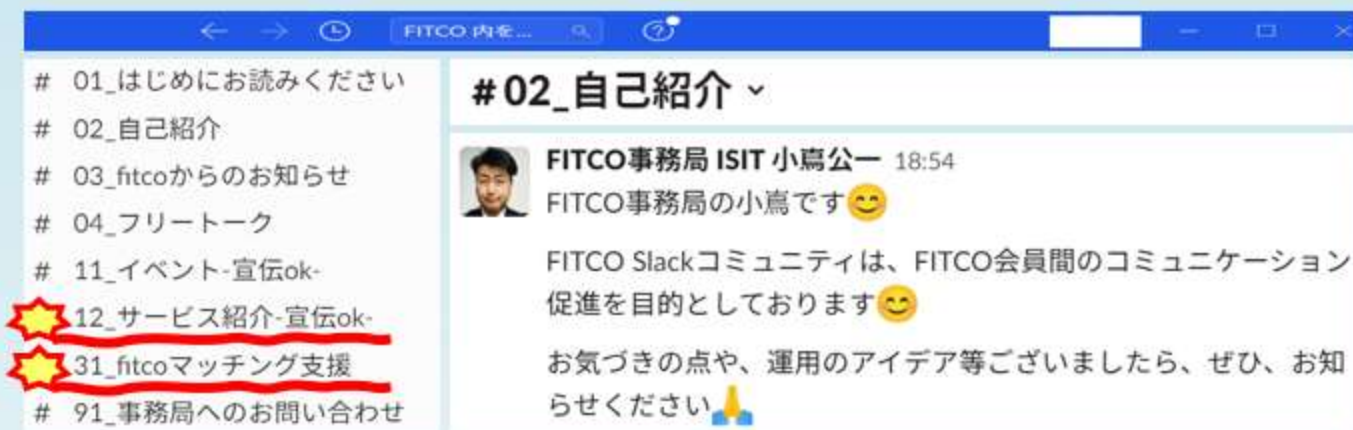 FITCO 内を...
# 01_はじめにお読みください
# 02_自己紹介
# 03_fitcoからのお知らせ
# 04_フリートーク
# 11_イベント-宣伝ok-
12_サービス紹介-宣伝ok-
31_fitcoマッチング支援
# 91_事務局へのお問い合わせ
# 02_自己紹介
FITCO事務局 ISIT 小嶌公一 18:54
FITCO事務局の小嶌です😊
FITCO Slackコミュニティは、FITCO会員間のコミュニケーション
促進を目的としております😊
お気づきの点や、運用のアイデア等ございましたら、ぜひ、お知
らせください🙏